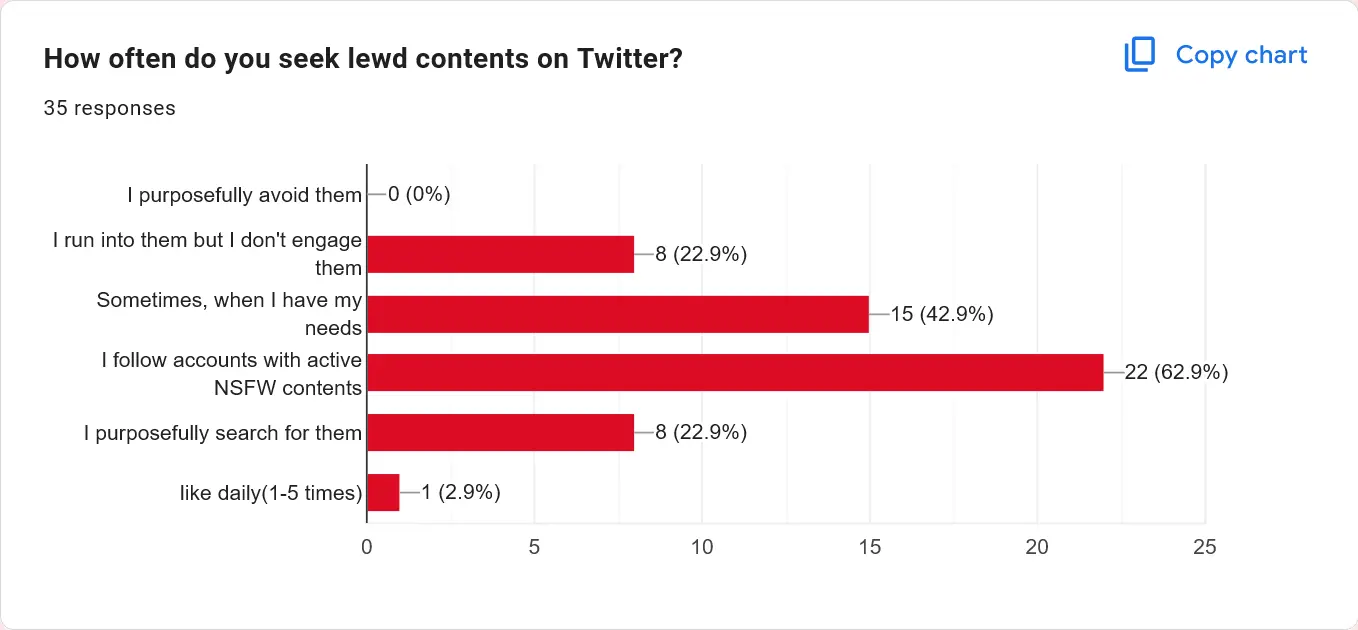 How often do you seek lewd contents on Twitter?
Copy chart
35 responses
I purposefully avoid them
0 (0%)
I run into them but I don't engage
them
8 (22.9%)
Sometimes, when I have my
needs
15 (42.9%)
I follow accounts with active
NSFW contents
22 (62.9%)
I purposefully search for them
8 (22.9%)
like daily(1-5 times)
1 (2.9%)
0 5 10 15 20 25